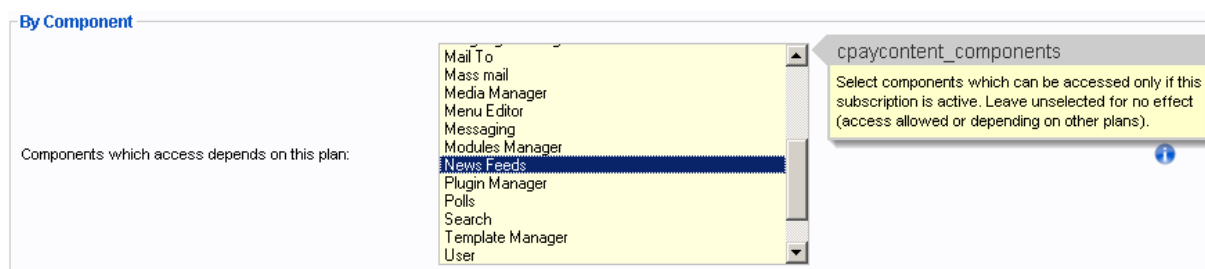 By Component
Mail To
Mass mail
Media Manager
Menu Editor
Messaging
Components which access depends on this plan:
Modules Manager
News Feeds
Plugin Manager
Polls
Search
Template Manager
User
cpaycontent_components
Select components which can be accessed only if this
subscription is active. Leave unselected for no effect
(access allowed or depending on other plans).